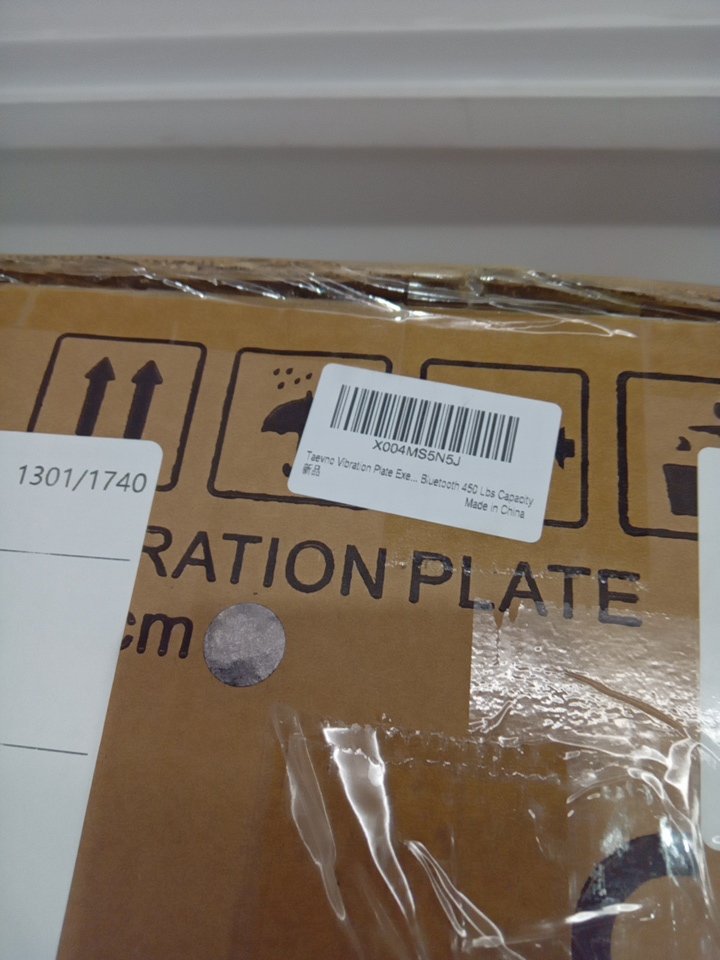 X004MS5N5J
Taevno Vibration Plate Exe... Bluetooth 450 Lbs Capacity
新品
Made in China
1301/1740
RATION PLATE
cm